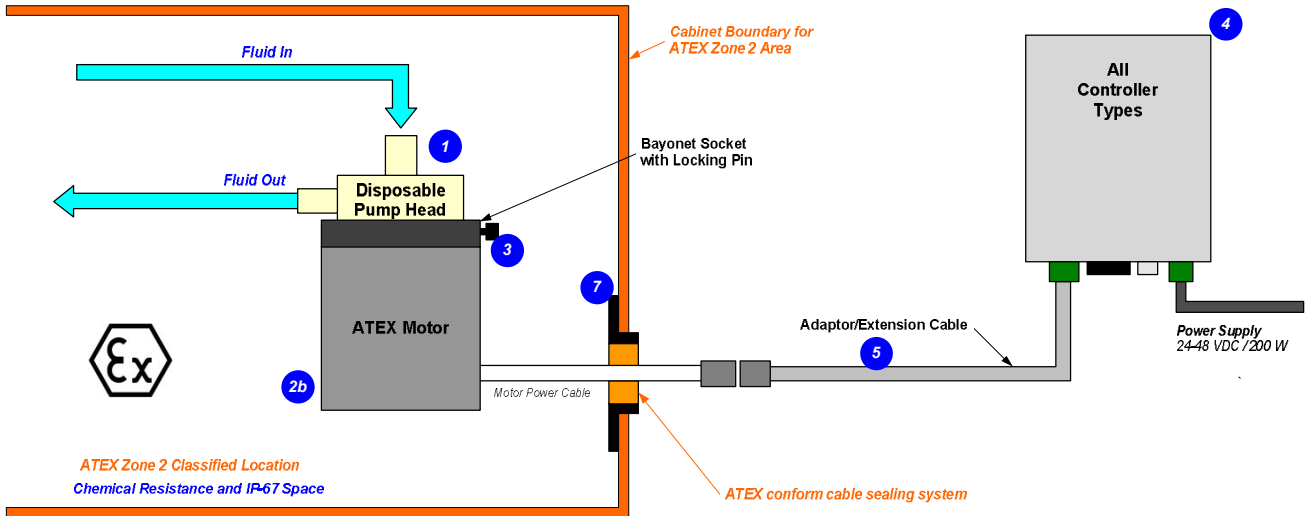 Fluid In
Cabinet Boundary for
ATEX Zone 2 Area
4
All
Controller
Types
1
Bayonet Socket
with Locking Pin
Fluid Out
Disposable
Pump Head
3
7
ATEX Motor
Adaptor/Extension Cable
5
Power Supply
24-48 VDC /200 W
Ex
2b
Motor Power Cable
ATEX Zone 2 Classified Location
Chemical Resistance and IP-67 Space
ATEX conform cable sealing system